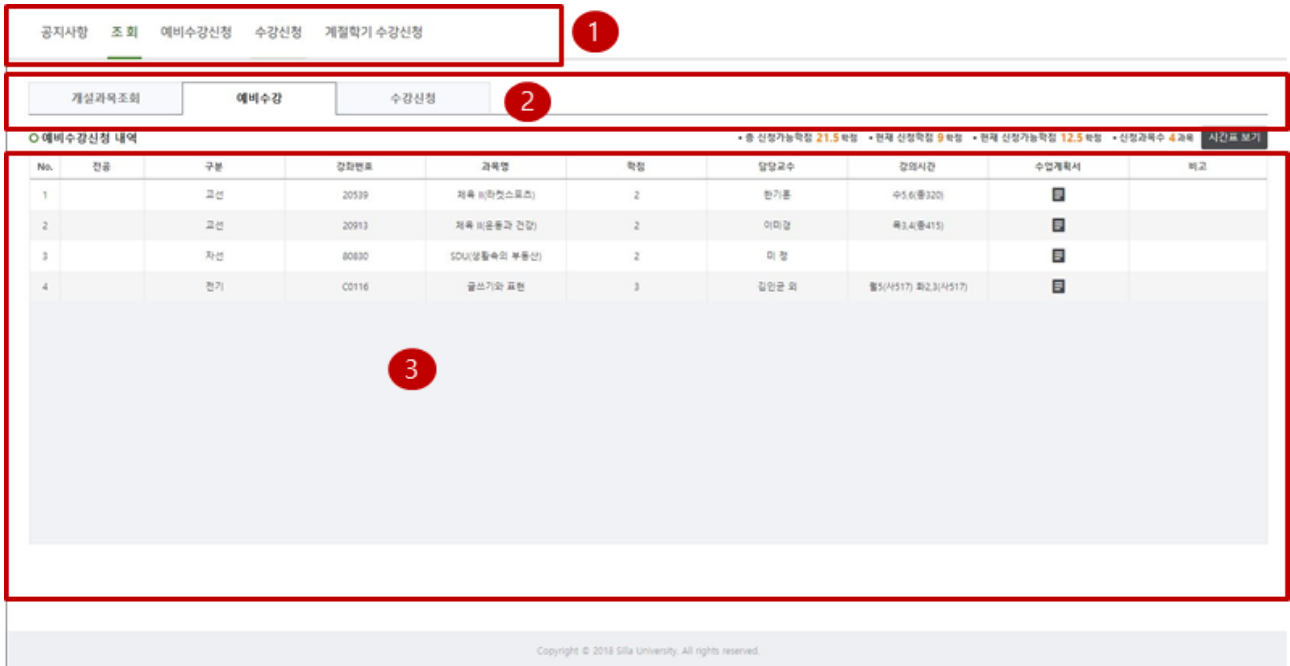 공지사항 조 회 예비수강신청 수강신청 계절학기 수강신청 1
개설과목조회 예비수강 수강신청 2
예비수강신청 내역 • 총 신청가능학점 21.5 학점 • 현재 신청학점 9 학점 • 현재 신청가능학점 12.5 학점 • 신청과목수 4 과목 시간표 보기
No. 전공 구분 강좌번호 과목명 학점 담당교수 강의시간 수업계획서 비고
1 교선 20539 체육 II(라켓스포츠) 2 한기훈 수5,6(종320)
2 교선 20913 체육 II(운동과 건강) 2 이미경 목3,4(종415)
3 자선 80830 SDU(생활속의 부동산) 2 미 정
4 전기 C0116 글쓰기와 표현 3 김인균 외 월5(사517) 화2,3(사517)
3
Copyright © 2018 Silla University. All rights reserved.